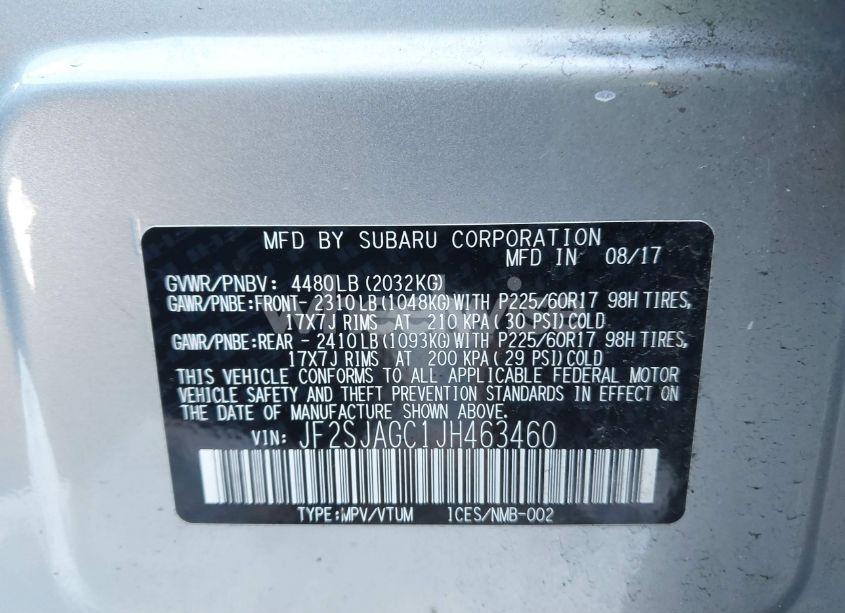 MFD BY SUBARU CORPORATION
MFD IN 08/17
GVWR/PNBV: 4480LB(2032KG)
GAWR/PNBE:FRONT-2310LB(1048KG)WITH P225/60R17 98H TIRES,
17X7J RIMS AT 210 KPA(30 PSI)COLD
GAWR/PNBE:REAR -2410LB(1093KG)WITH P225/60R17 98H TIRES,
17X7J RIMS AT 200 KPA(29 PSI)COLD
THIS VEHICLE CONFORMS TO ALL APPLICABLE FEDERAL MOTOR
VEHICLE SAFETY AND THEFT PREVENTION STANDARDS IN EFFECT ON
THE DATE OF MANUFACTURE SHOWN ABOVE.
VIN: JF2SJAGC1JH463460
TYPE:MPV/VTUM ICES/NMB-002